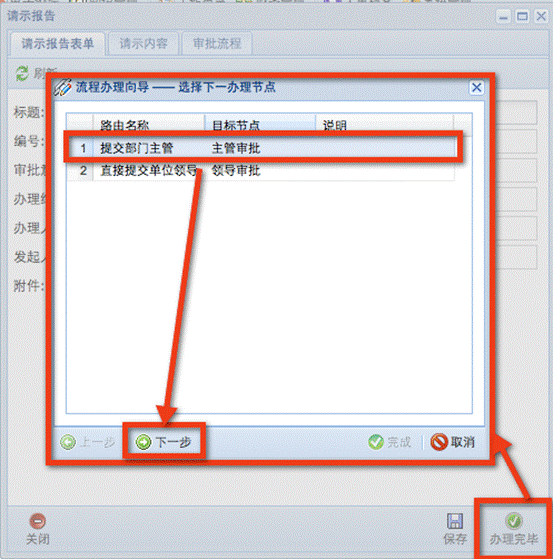 请示报告
请示报告表单 请示内容 审批流程
刷新
流程办理向导 —— 选择下一办理节点
标题:
编号:
办理
办理人
发起人
附件:
路由名称 目标节点 说明
1 提交部门主管 主管审批
2 直接提交单位领导 领导审批
上一步 下一步 完成 取消
关闭 保存 办理完毕